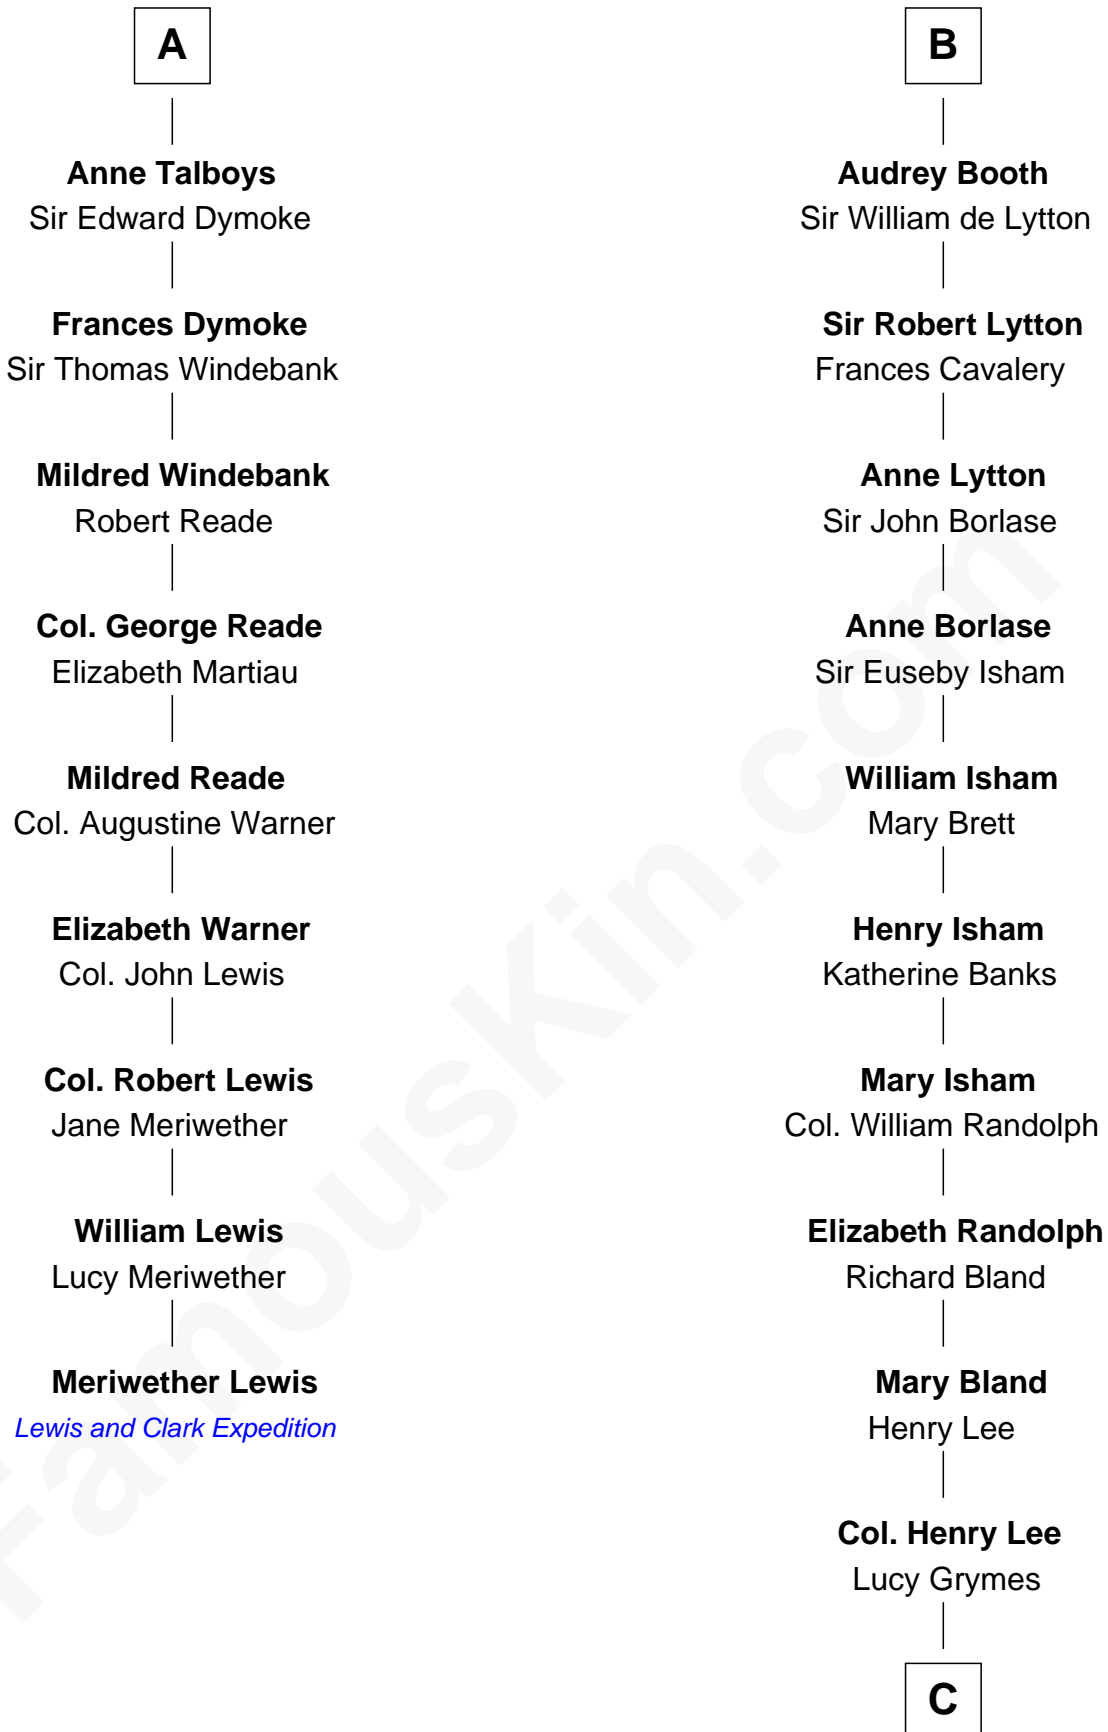 A
Anne Talboys
Sir Edward Dymoke
Frances Dymoke
Sir Thomas Windebank
Mildred Windebank
Robert Reade
Col. George Reade
Elizabeth Martiau
Mildred Reade
Col. Augustine Warner
Elizabeth Warner
Col. John Lewis
Col. Robert Lewis
Jane Meriwether
William Lewis
Lucy Meriwether
Meriwether Lewis
Lewis and Clark Expedition
B
Audrey Booth
Sir William de Lytton
Sir Robert Lytton
Frances Cavalery
Anne Lytton
Sir John Borlase
Anne Borlase
Sir Euseby Isham
William Isham
Mary Brett
Henry Isham
Katherine Banks
Mary Isham
Col. William Randolph
Elizabeth Randolph
Richard Bland
Mary Bland
Henry Lee
Col. Henry Lee
Lucy Grymes
C
FamousKin.com